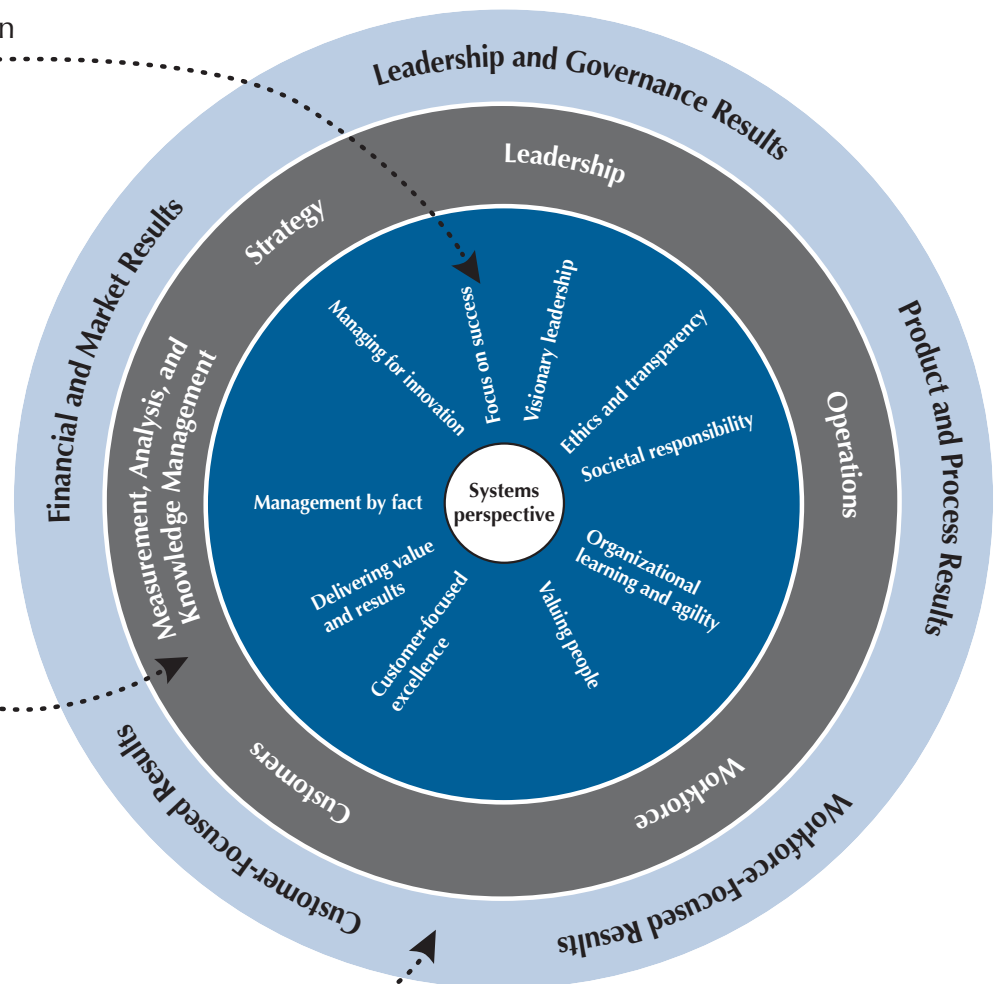 n
Leadership and Governance Results
Product and Process Results
Workforce-Focused Results
Customer-Focused Results
Financial and Market Results
Leadership
Operations
Workforce
Customers
Measurement, Analysis, and
Knowledge Management
Strategy
Focus on success
Visionary leadership
Ethics and transparency
Societal responsibility
Organizational
learning and agility
Valuing people
Customer-focused
excellence
Delivering value
and results
Management by fact
Managing for innovation
Systems
perspective